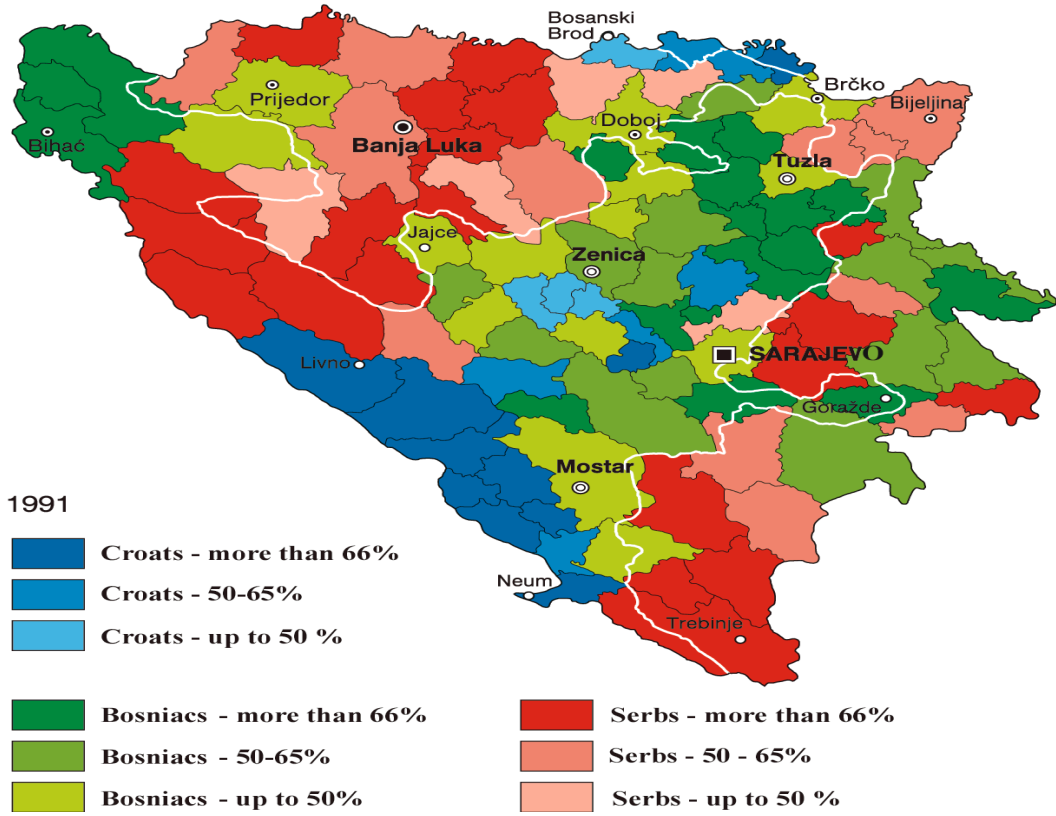 Bosanski
Brod
Prijedor
Brčko
Bijeljina
Bihać
Banja Luka
Doboj
Tuzla
Jajce
Zenica
Livno
SARAJEVO
Goražde
Mostar
Neum
Trebinje
1991
Croats - more than 66%
Croats - 50-65%
Croats - up to 50 %
Bosniacs - more than 66%
Bosniacs - 50-65%
Bosniacs - up to 50%
Serbs - more than 66%
Serbs - 50 - 65%
Serbs - up to 50 %